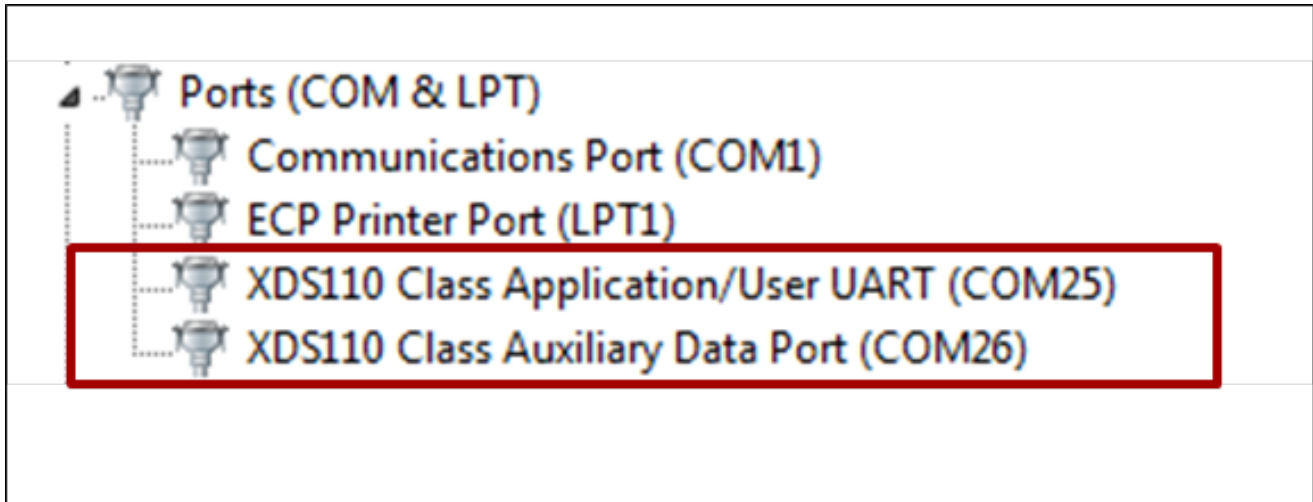 Ports (COM & LPT)
Communications Port (COM1)
ECP Printer Port (LPT1)
XDS110 Class Application/User UART (COM25)
XDS110 Class Auxiliary Data Port (COM26)